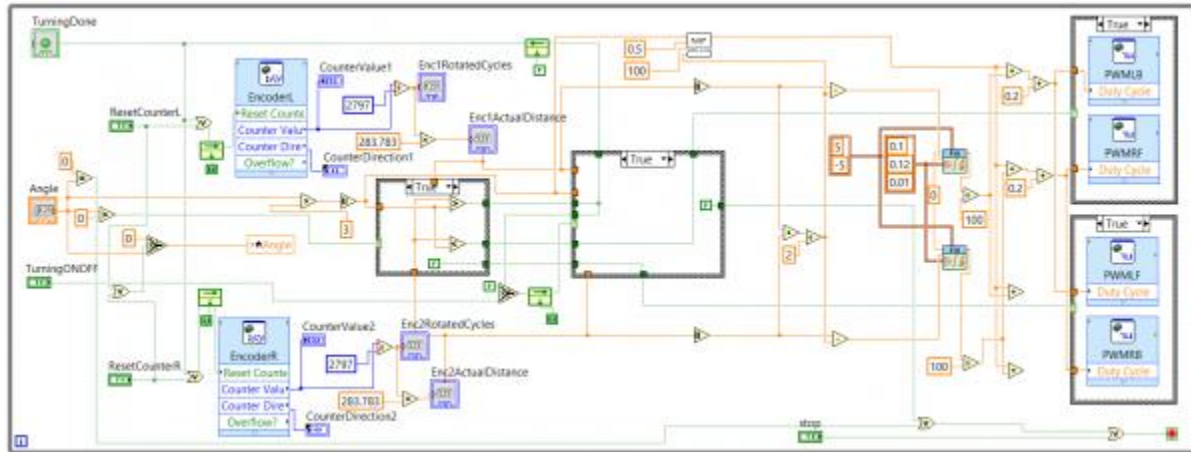 TurningDone
True
0.5
100
PWMLB
Duty Cycle
PWMRF
Duty Cycle
0.2
0.2
EncoderL
Reset Counte
Counter Valu
Counter Dire
Overflow?
CounterValue1
Enc1RotatedCycles
2797
283.783
Enc1ActualDistance
CounterDirection1
ResetCounterL
0
Angle
0
0
Angle
3
True
True
F
F
F
F
5
-5
0.1
0.12
0.01
0
100
2
100
TurningONOFF
ResetCounterR
EncoderR
Reset Counte
Counter Valu
Counter Dire
Overflow?
CounterValue2
Enc2RotatedCycles
2797
283.783
Enc2ActualDistance
CounterDirection2
True
PWMLF
Duty Cycle
PWMRB
Duty Cycle
stop
i